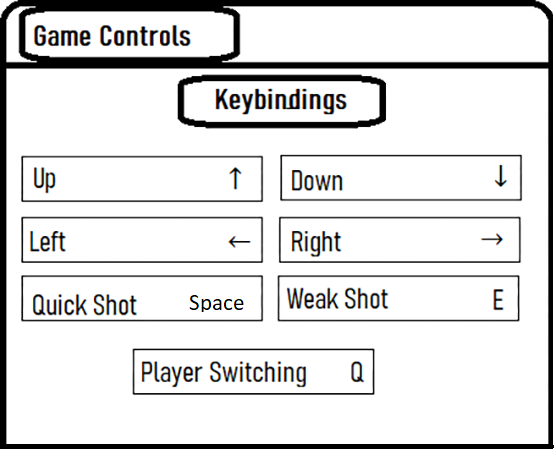 Game Controls
Keybindings
Up ↑
Down ↓
Left ←
Right →
Quick Shot Space
Weak Shot E
Player Switching Q